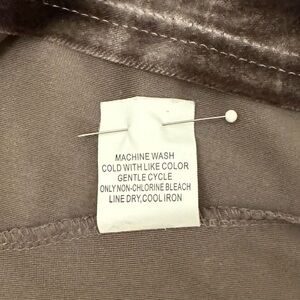 MACHINE WASH
COLD WITH LIKE COLOR
GENTLE CYCLE
ONLY NON-CHLORINE BLEACH
LINE DRY,COOL IRON